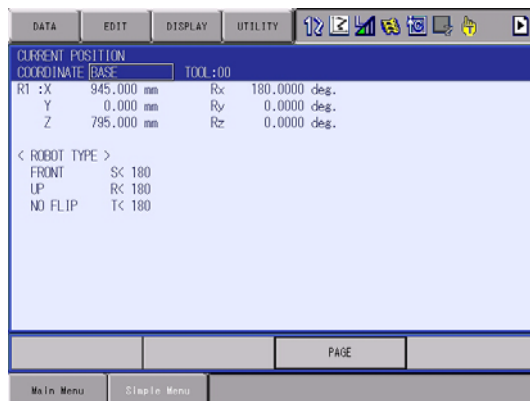 DATA EDIT DISPLAY UTILITY
CURRENT POSITION
COORDINATE BASE TOOL:00
R1 :X 945.000 mm Rx 180.0000 deg.
Y 0.000 mm Ry 0.0000 deg.
Z 795.000 mm Rz 0.0000 deg.
< ROBOT TYPE >
FRONT S< 180
UP R< 180
NO FLIP T< 180
PAGE
Main Menu Simple Menu